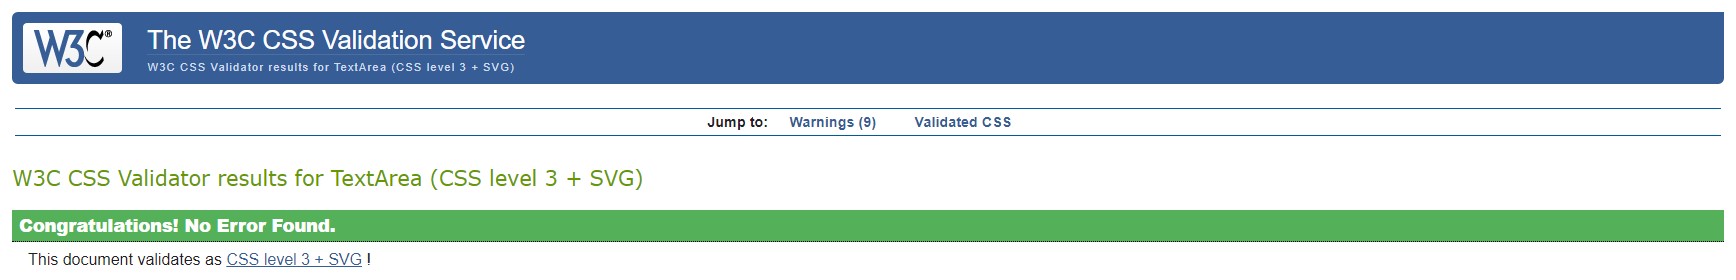 W3C®
The W3C CSS Validation Service
W3C CSS Validator results for TextArea (CSS level 3 + SVG)
Jump to: Warnings (9) Validated CSS
W3C CSS Validator results for TextArea (CSS level 3 + SVG)
Congratulations! No Error Found.
This document validates as CSS level 3 + SVG !